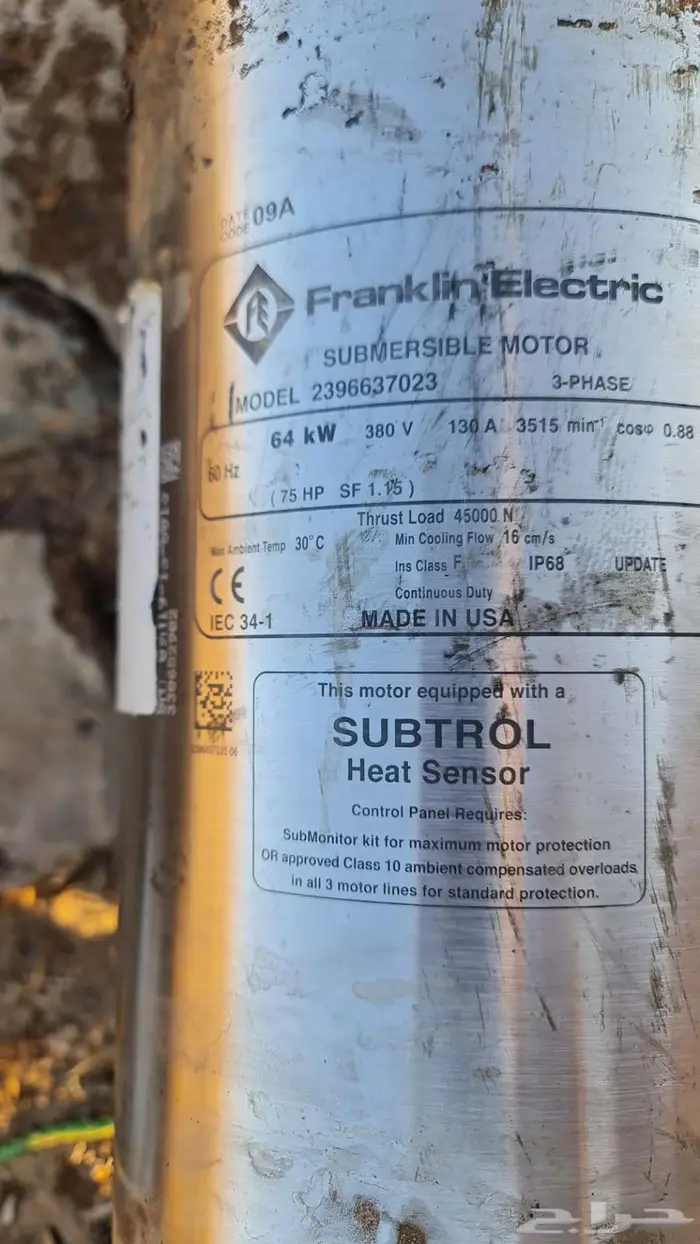 DATE CODE 09A
FE Franklin Electric
SUBMERSIBLE MOTOR
MODEL 2396637023 3-PHASE
64 kW 380 V 130 A 3515 min⁻¹ cosφ 0.88
60 Hz
(75 HP SF 1.15)
Thrust Load 45000 N
Max Ambient Temp 30°C Min Cooling Flow 16 cm/s
Ins Class F IP68 UPDATE
CE
Continuous Duty
IEC 34-1 MADE IN USA
This motor equipped with a
SUBTROL
Heat Sensor
Control Panel Requires:
SubMonitor kit for maximum motor protection
OR approved Class 10 ambient compensated overloads
in all 3 motor lines for standard protection.
حراج